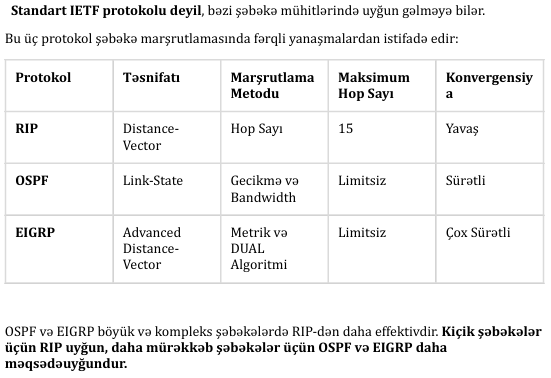 Standart IETF protokolu deyil, bəzi şəbəkə mühitlərində uyğun gəlməyə bilər.
Bu üç protokol şəbəkə marşrutlamasında fərqli yanaşmalardan istifadə edir:
Protokol Təsnifatı Marşrutlama Metodu Maksimum Hop Sayı Konvergensiya
RIP Distance-Vector Hop Sayı 15 Yavaş
OSPF Link-State Gecikmə və Bandwidth Limitsiz Sürətli
EIGRP Advanced Distance-Vector Metrik və DUAL Algoritmi Limitsiz Çox Sürətli
OSPF və EIGRP böyük və kompleks şəbəkələrdə RIP-dən daha effektivdir. Kiçik şəbəkələr
üçün RIP uyğun, daha mürəkkəb şəbəkələr üçün OSPF və EIGRP daha
məqsədəuyğundur.